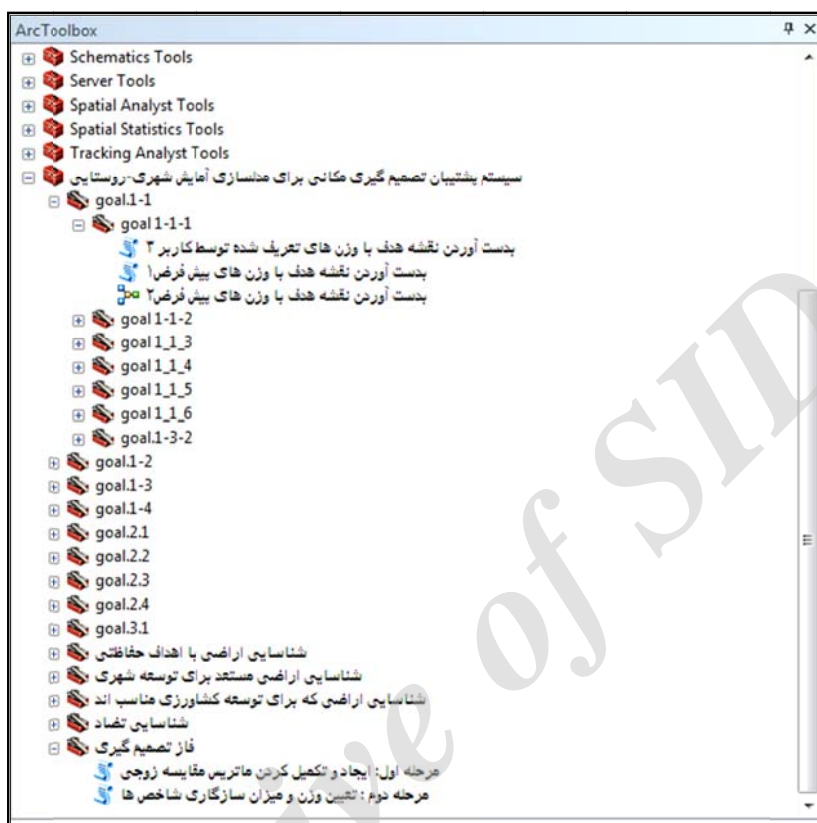 ArcToolbox
Schematics Tools
Server Tools
Spatial Analyst Tools
Spatial Statistics Tools
Tracking Analyst Tools
سیستم پشتیبان تصمیم گیری مکانی برای مدلسازی آمایش شهری-روستایی
goal.1-1
goal 1-1-1
بدست آوردن نقشه هدف با وزن های تعریف شده توسط کاربر ۳
بدست آوردن نقشه هدف با وزن های پیش فرض۱
بدست آوردن نقشه هدف با وزن های پیش فرض۲
goal 1-1-2
goal 1_1_3
goal 1_1_4
goal 1_1_5
goal 1_1_6
goal.1-3-2
goal.1-2
goal.1-3
goal.1-4
goal.2.1
goal.2.2
goal.2.3
goal.2.4
goal.3.1
شناسایی اراضی با اهداف حفاظتی
شناسایی اراضی مستعد برای توسعه شهری
شناسایی اراضی که برای توسعه کشاورزی مناسب اند
شناسایی تضاد
فاز تصمیم گیری
مرحله اول: ایجاد و تکمیل کردن ماتریس مقایسه زوجی
مرحله دوم : تعیین وزن و میزان سازگاری شاخص ها
ive of SID